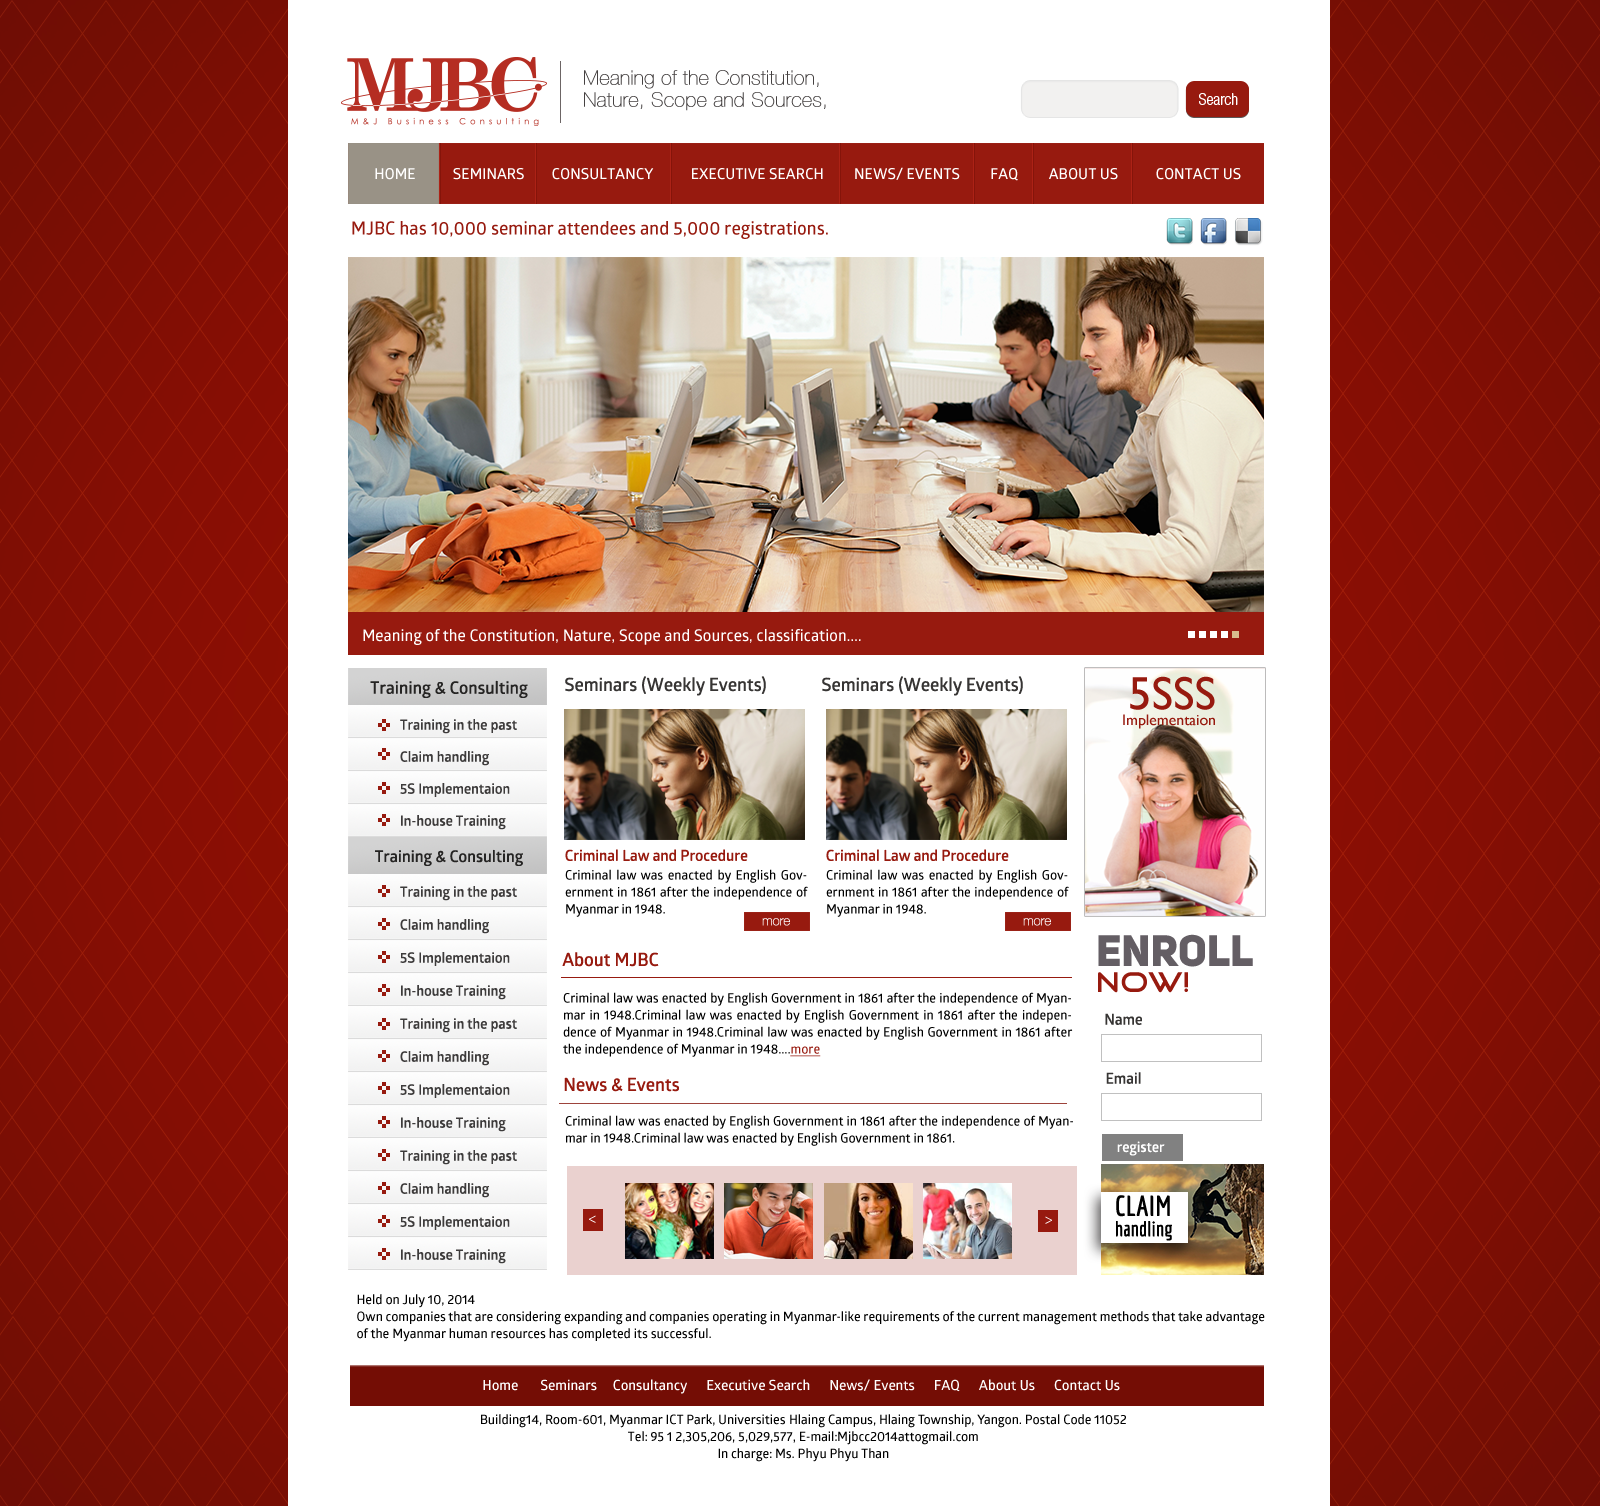 MJBC
M & J Business Consulting
Meaning of the Constitution,
Nature, Scope and Sources,
Search
HOME SEMINARS CONSULTANCY EXECUTIVE SEARCH NEWS/ EVENTS FAQ ABOUT US CONTACT US
MJBC has 10,000 seminar attendees and 5,000 registrations.
Meaning of the Constitution, Nature, Scope and Sources, classification....
Training & Consulting
Training in the past
Claim handling
5S Implementaion
In-house Training
Training & Consulting
Training in the past
Claim handling
5S Implementaion
In-house Training
Training in the past
Claim handling
5S Implementaion
In-house Training
Training in the past
Claim handling
5S Implementaion
In-house Training
Seminars (Weekly Events)
Criminal Law and Procedure
Criminal law was enacted by English Gov-
ernment in 1861 after the independence of
Myanmar in 1948.
more
Seminars (Weekly Events)
Criminal Law and Procedure
Criminal law was enacted by English Gov-
ernment in 1861 after the independence of
Myanmar in 1948.
more
About MJBC
Criminal law was enacted by English Government in 1861 after the independence of Myan-
mar in 1948.Criminal law was enacted by English Government in 1861 after the indepen-
dence of Myanmar in 1948.Criminal law was enacted by English Government in 1861 after
the independence of Myanmar in 1948....more
News & Events
Criminal law was enacted by English Government in 1861 after the independence of Myan-
mar in 1948.Criminal law was enacted by English Government in 1861.
<
>
5SSS
Implementaion
ENROLL
NOW!
Name
Email
register
CLAIM
handling
Held on July 10, 2014
Own companies that are considering expanding and companies operating in Myanmar-like requirements of the current management methods that take advantage
of the Myanmar human resources has completed its successful.
Home Seminars Consultancy Executive Search News/ Events FAQ About Us Contact Us
Building14, Room-601, Myanmar ICT Park, Universities Hlaing Campus, Hlaing Township, Yangon. Postal Code 11052
Tel: 95 1 2,305,206, 5,029,577, E-mail:Mjbcc2014attogmail.com
In charge: Ms. Phyu Phyu Than